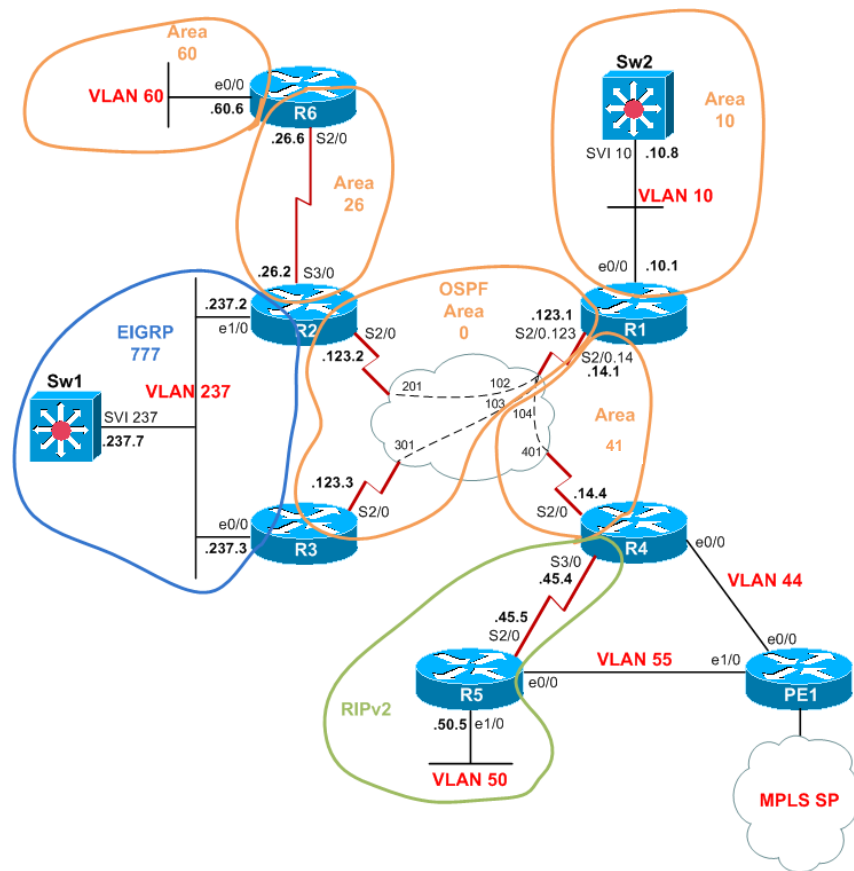 Area
60
e0/0
VLAN 60
.60.6
R6
.26.6
S2/0
Area
26
.26.2
S3/0
Sw2
Area
10
SVI 10
.10.8
VLAN 10
e0/0
.10.1
R1
.237.2
e1/0
R2
EIGRP
777
OSPF
Area
0
.123.1
S2/0.123
S2/0.14
.14.1
S2/0
.123.2
Sw1
VLAN 237
SVI 237
.237.7
201
102
103
104
301
401
Area
41
.123.3
S2/0
.14.4
S2/0
e0/0
.237.3
R3
R4
e0/0
S3/0
.45.4
VLAN 44
.45.5
S2/0
e0/0
VLAN 55
e1/0
R5
e0/0
PE1
RIPv2
.50.5
e1/0
VLAN 50
MPLS SP